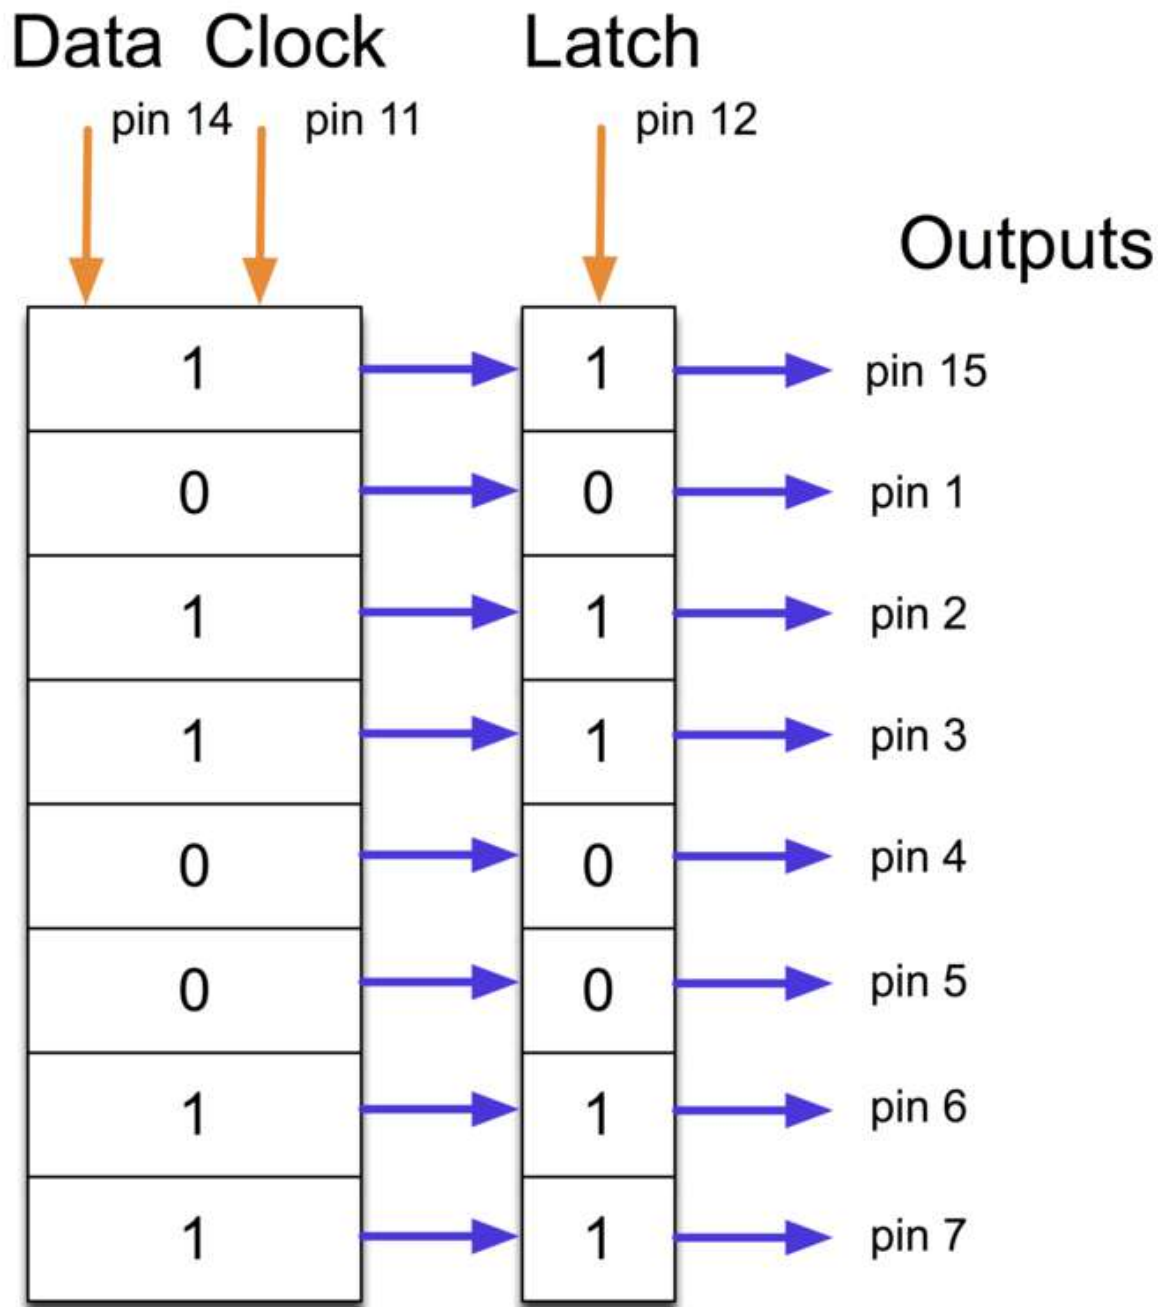 Data Clock Latch
pin 14 pin 11 pin 12
Outputs
1 1 pin 15
0 0 pin 1
1 1 pin 2
1 1 pin 3
0 0 pin 4
0 0 pin 5
1 1 pin 6
1 1 pin 7